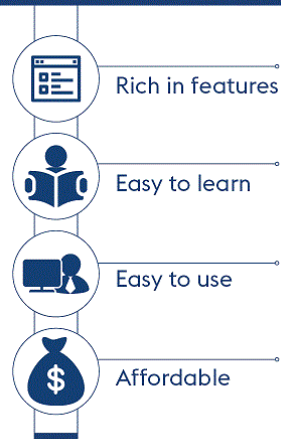 Rich in features
Easy to learn
Easy to use
$
Affordable